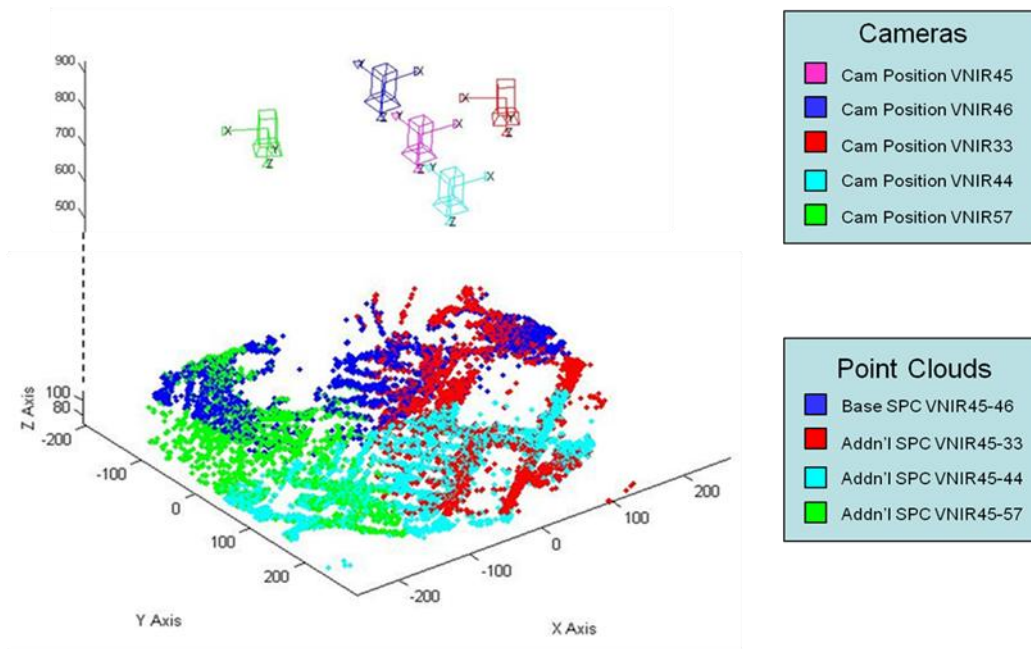 900
800
700
600
500
100
80
Z Axis
-200
-100
0
100
200
Y Axis
-200
-100
0
100
200
X Axis
Y
X
Z
X
Y
Z
Y
X
Z
X
Y
Z
Y
X
Z
Cameras
Cam Position VNIR45
Cam Position VNIR46
Cam Position VNIR33
Cam Position VNIR44
Cam Position VNIR57
Point Clouds
Base SPC VNIR45-46
Addn'l SPC VNIR45-33
Addn'l SPC VNIR45-44
Addn'l SPC VNIR45-57